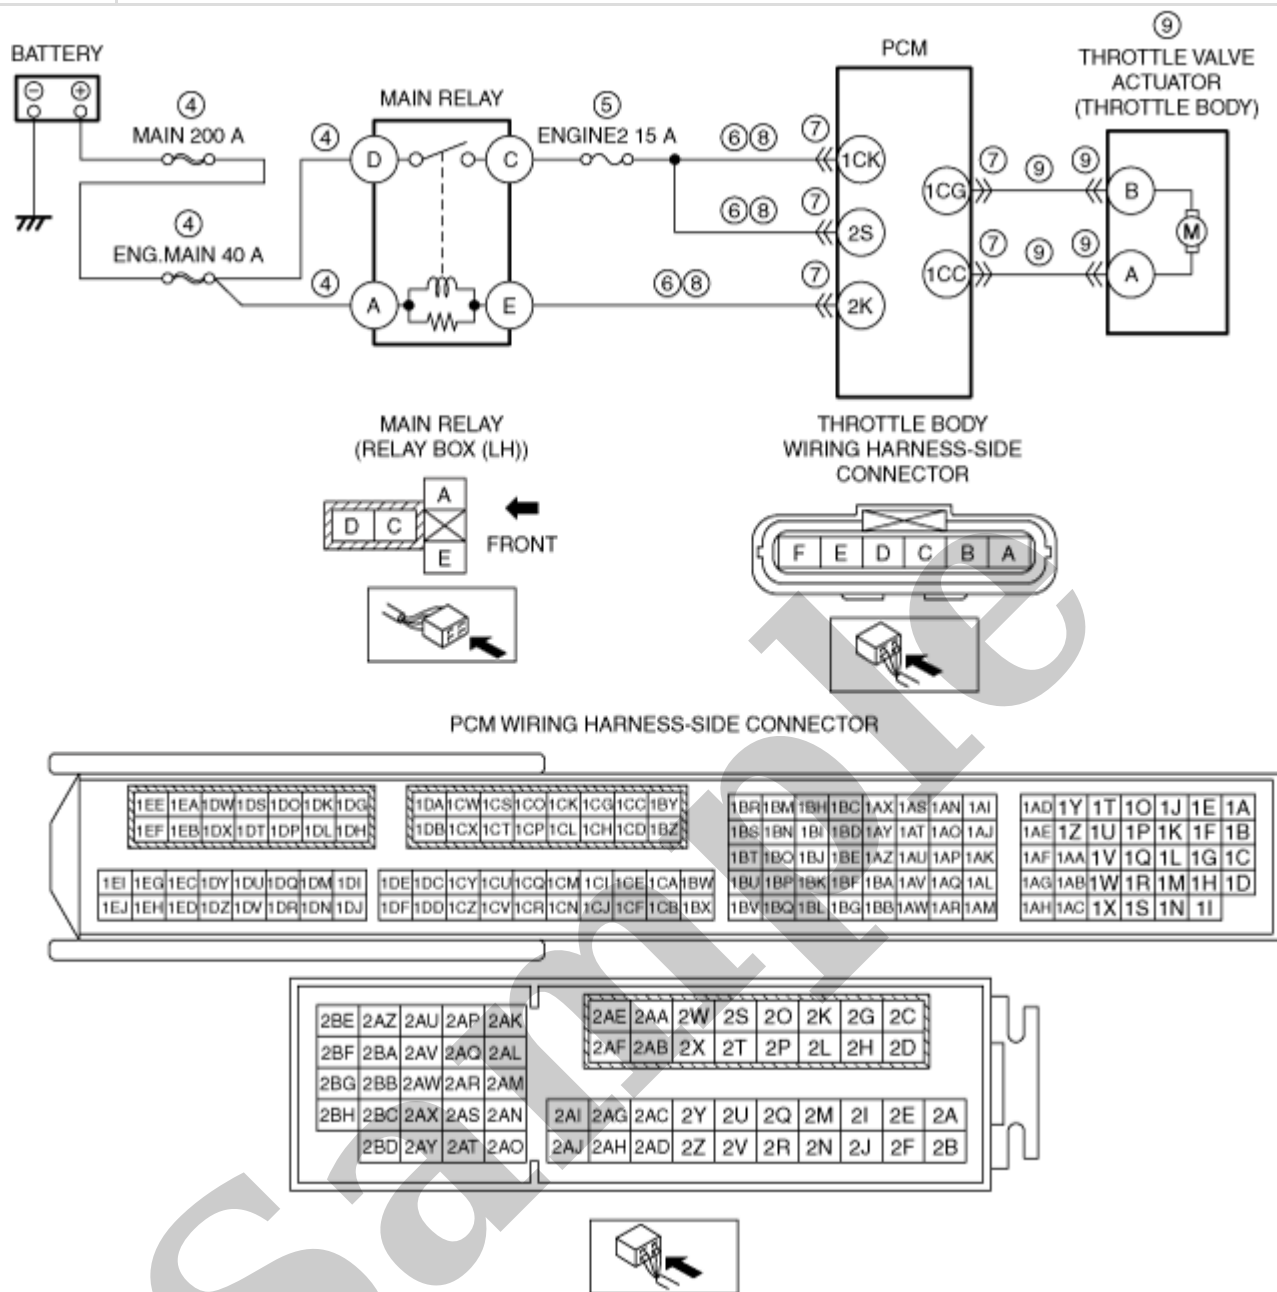 ⑨
BATTERY
PCM
THROTTLE VALVE
ACTUATOR
(THROTTLE BODY)
⊖ ⊕
④
MAIN RELAY
⑤
MAIN 200 A
④
ENGINE2 15 A
⑥⑧
⑦
D
C
1CK
⑦
⑨
⑨
1CG
B
④
⑥⑧
⑦
2S
M
ENG.MAIN 40 A
④
⑥⑧
⑦
⑦
⑨
⑨
1CC
A
A
E
2K
MAIN RELAY
(RELAY BOX (LH))
THROTTLE BODY
WIRING HARNESS-SIDE
CONNECTOR
A
D C
E
FRONT
F E D C B A
PCM WIRING HARNESS-SIDE CONNECTOR
1EE 1EA 1DW 1DS 1DO 1DK 1DG 1DA 1CW 1CS 1CO 1CK 1CG 1CC 1BY 1BR 1BM 1BH 1BC 1AX 1AS 1AN 1AI 1AD 1Y 1T 1O 1J 1E 1A
1EF 1EB 1DX 1DT 1DP 1DL 1DH 1DB 1CX 1CT 1CP 1CL 1CH 1CD 1BZ 1BS 1BN 1BI 1BD 1AY 1AT 1AO 1AJ 1AE 1Z 1U 1P 1K 1F 1B
1BT 1BO 1BJ 1BE 1AZ 1AU 1AP 1AK 1AF 1AA 1V 1Q 1L 1G 1C
1EI 1EG 1EC 1DY 1DU 1DQ 1DM 1DI 1DE 1DC 1CY 1CU 1CQ 1CM 1CI 1CE 1CA 1BW 1BU 1BP 1BK 1BF 1BA 1AV 1AQ 1AL 1AG 1AB 1W 1R 1M 1H 1D
1EJ 1EH 1ED 1DZ 1DV 1DR 1DN 1DJ 1DF 1DD 1CZ 1CV 1CR 1CN 1CJ 1CF 1CB 1BX 1BV 1BQ 1BL 1BG 1BB 1AW 1AR 1AM 1AH 1AC 1X 1S 1N 1I
2BE 2AZ 2AU 2AP 2AK 2AE 2AA 2W 2S 2O 2K 2G 2C
2BF 2BA 2AV 2AQ 2AL 2AF 2AB 2X 2T 2P 2L 2H 2D
2BG 2BB 2AW 2AR 2AM
2BH 2BC 2AX 2AS 2AN 2AI 2AG 2AC 2Y 2U 2Q 2M 2I 2E 2A
2BD 2AY 2AT 2AO 2AJ 2AH 2AD 2Z 2V 2R 2N 2J 2F 2B
Sample